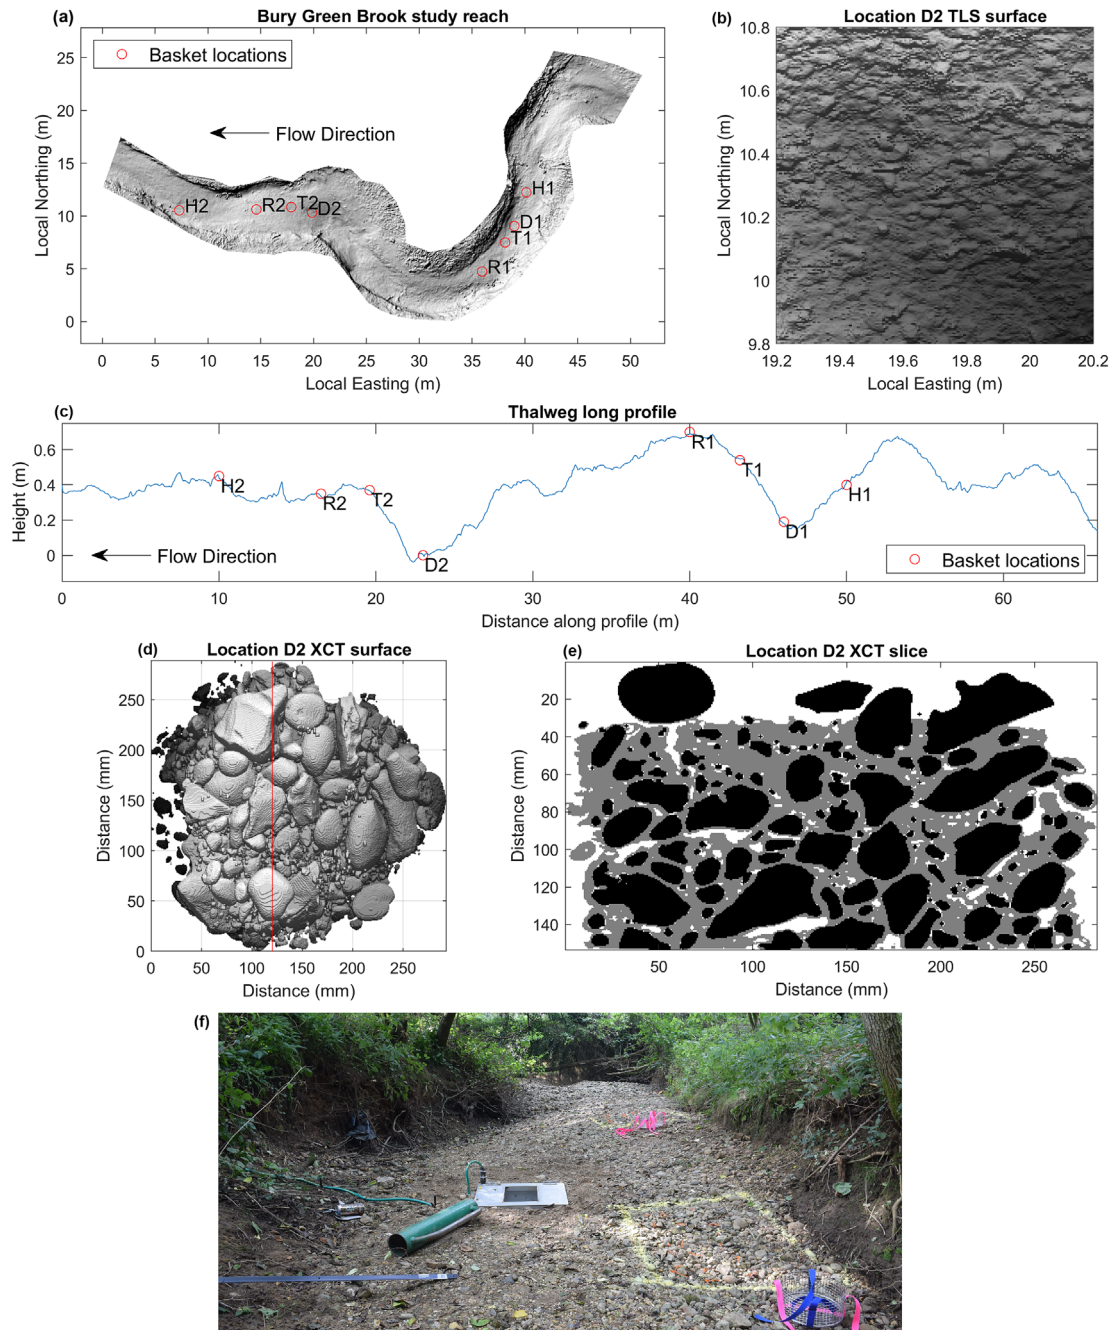 (a)
Bury Green Brook study reach
Basket locations
Flow Direction
H2
R2
T2
D2
H1
D1
T1
R1
25
20
15
10
5
0
Local Northing (m)
0 5 10 15 20 25 30 35 40 45 50
Local Easting (m)
(b)
Location D2 TLS surface
10.8
10.6
10.4
10.2
10
9.8
Local Northing (m)
19.2 19.4 19.6 19.8 20 20.2
Local Easting (m)
(c)
Thalweg long profile
0.6
0.4
0.2
0
Height (m)
H2
R2
T2
D2
R1
T1
D1
H1
Flow Direction
Basket locations
0 10 20 30 40 50 60
Distance along profile (m)
(d)
Location D2 XCT surface
250
200
150
100
50
0
Distance (mm)
0 50 100 150 200 250
Distance (mm)
(e)
Location D2 XCT slice
20
40
60
80
100
120
140
Distance (mm)
50 100 150 200 250
Distance (mm)
(f)